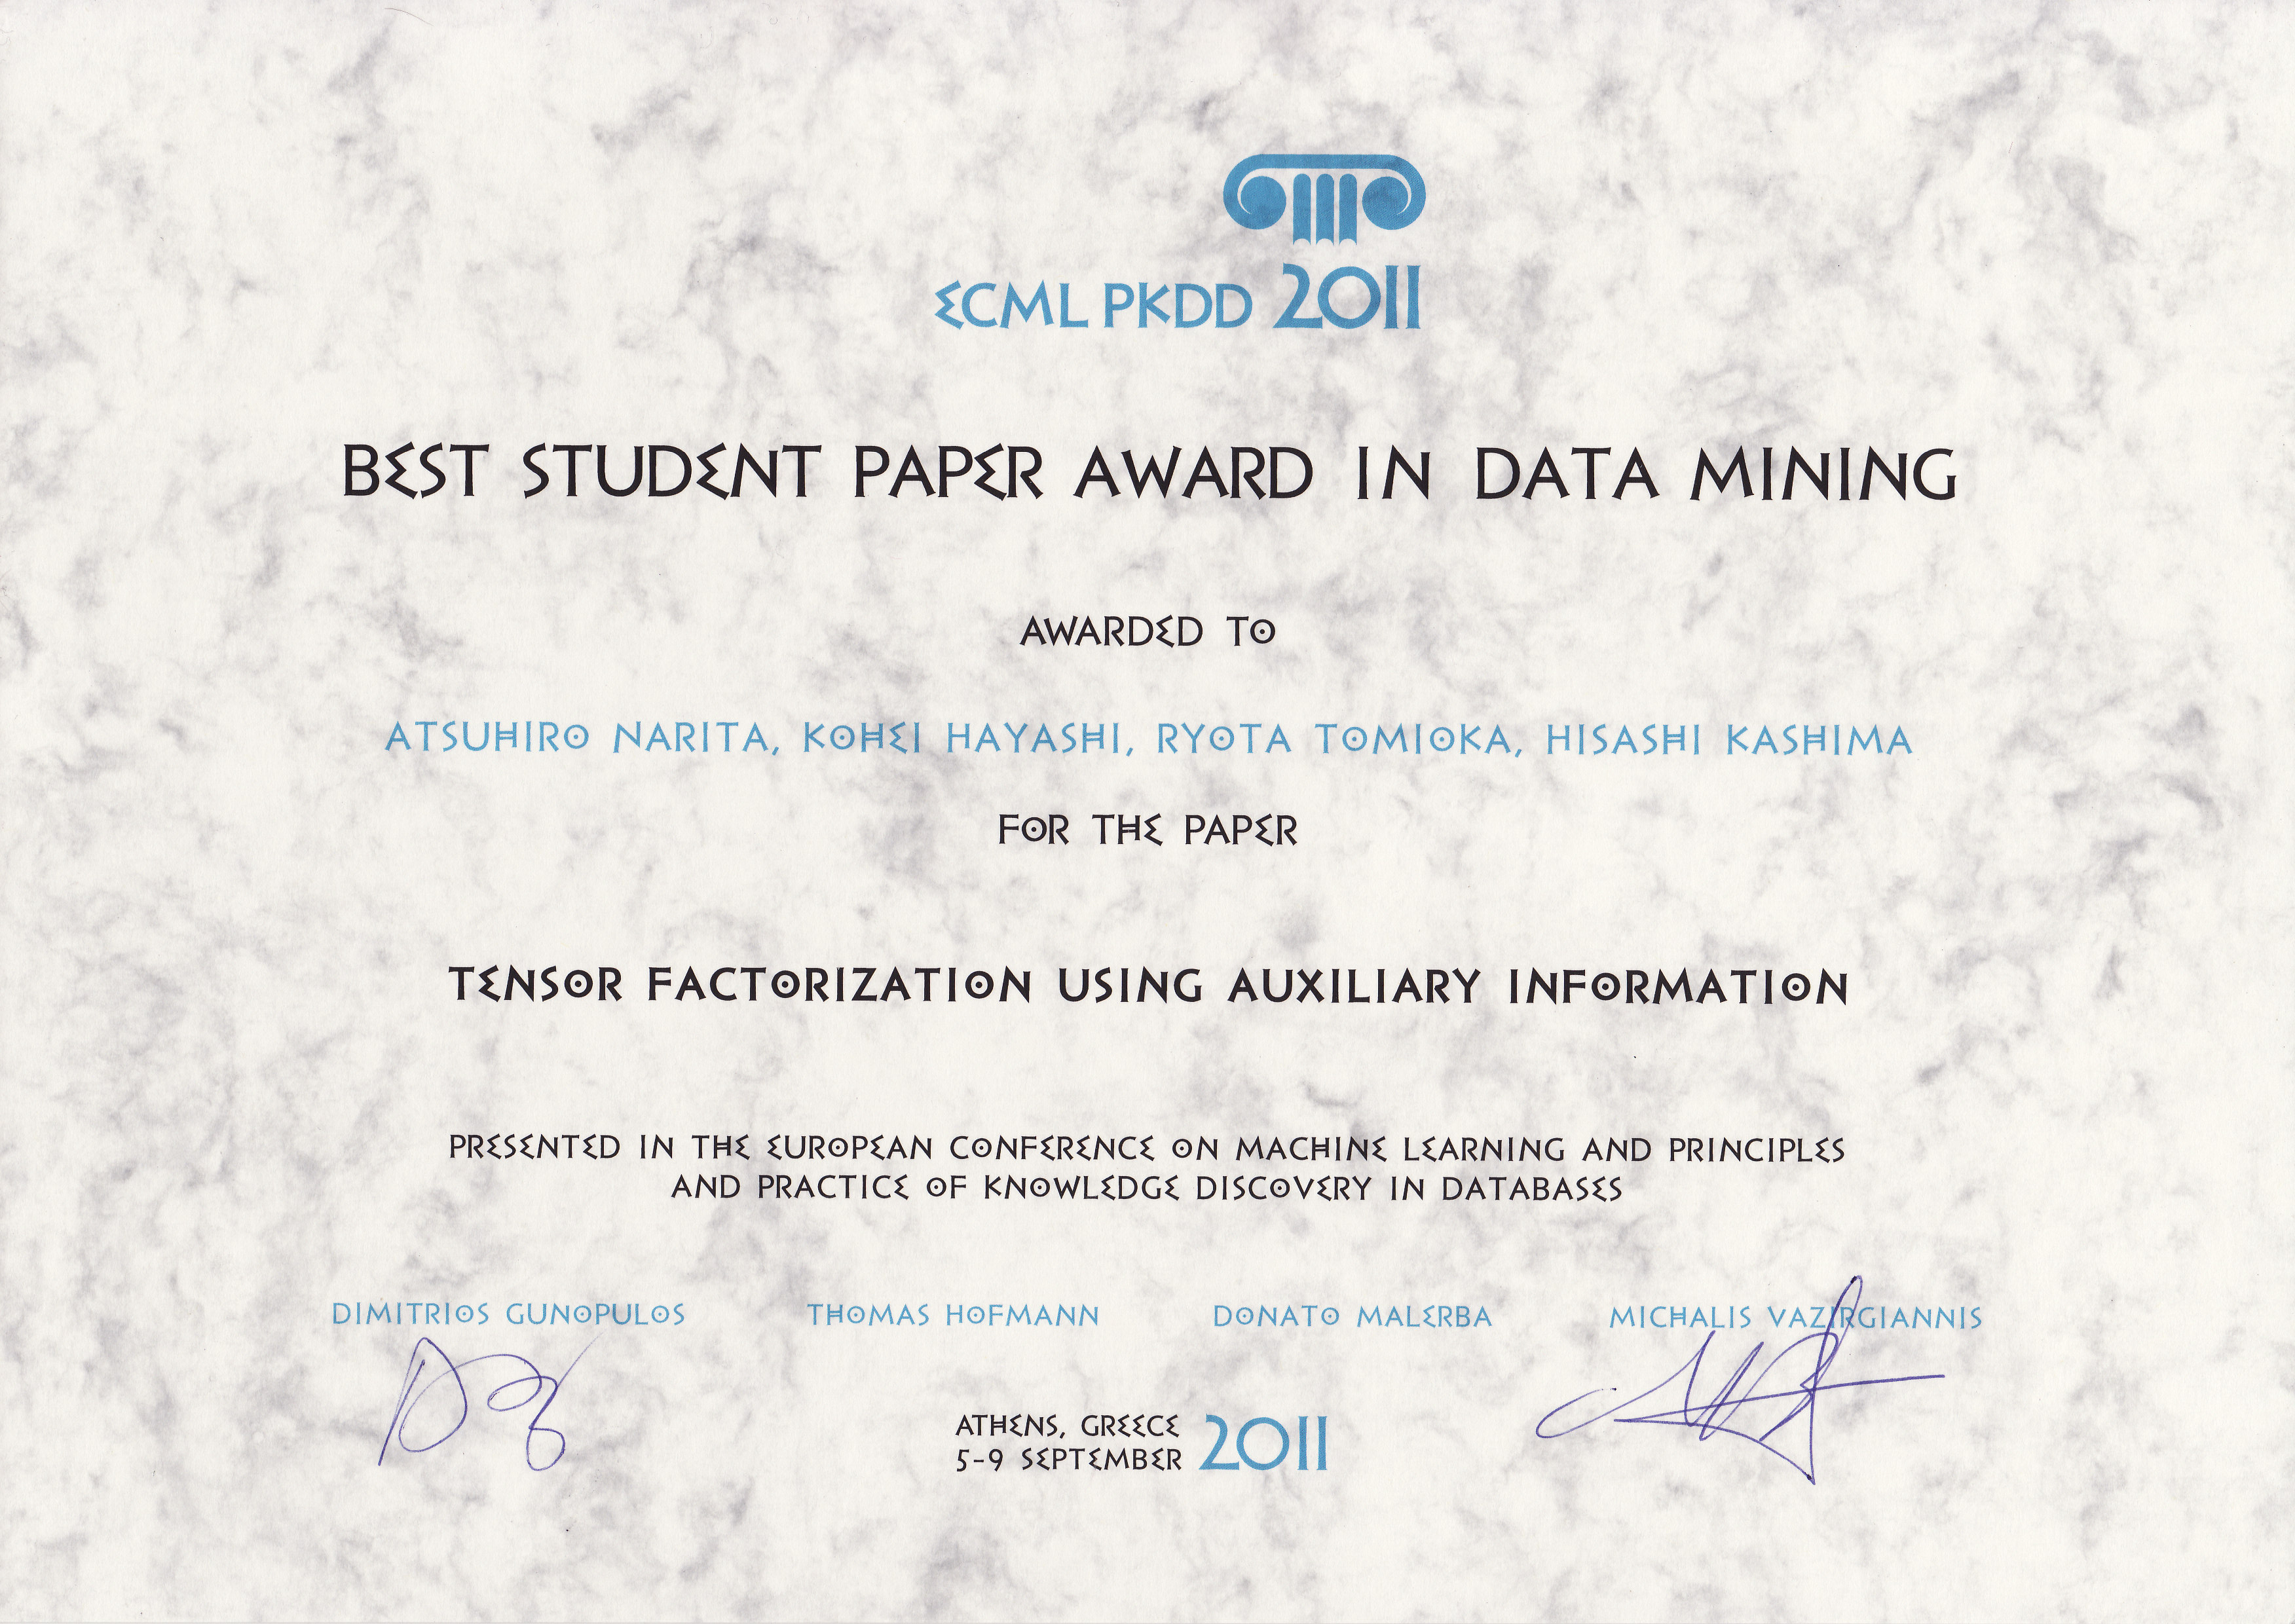 ECML PKDD 2011
BEST STUDENT PAPER AWARD IN DATA MINING
AWARDED TO
ATSUHIRO NARITA, KOHEI HAYASHI, RYOTA TOMIOKA, HISASHI KASHIMA
FOR THE PAPER
TENSOR FACTORIZATION USING AUXILIARY INFORMATION
PRESENTED IN THE EUROPEAN CONFERENCE ON MACHINE LEARNING AND PRINCIPLES
AND PRACTICE OF KNOWLEDGE DISCOVERY IN DATABASES
DIMITRIOS GUNOPULOS THOMAS HOFMANN DONATO MALERBA MICHALIS VAZIRGIANNIS
ATHENS, GREECE
5-9 SEPTEMBER 2011